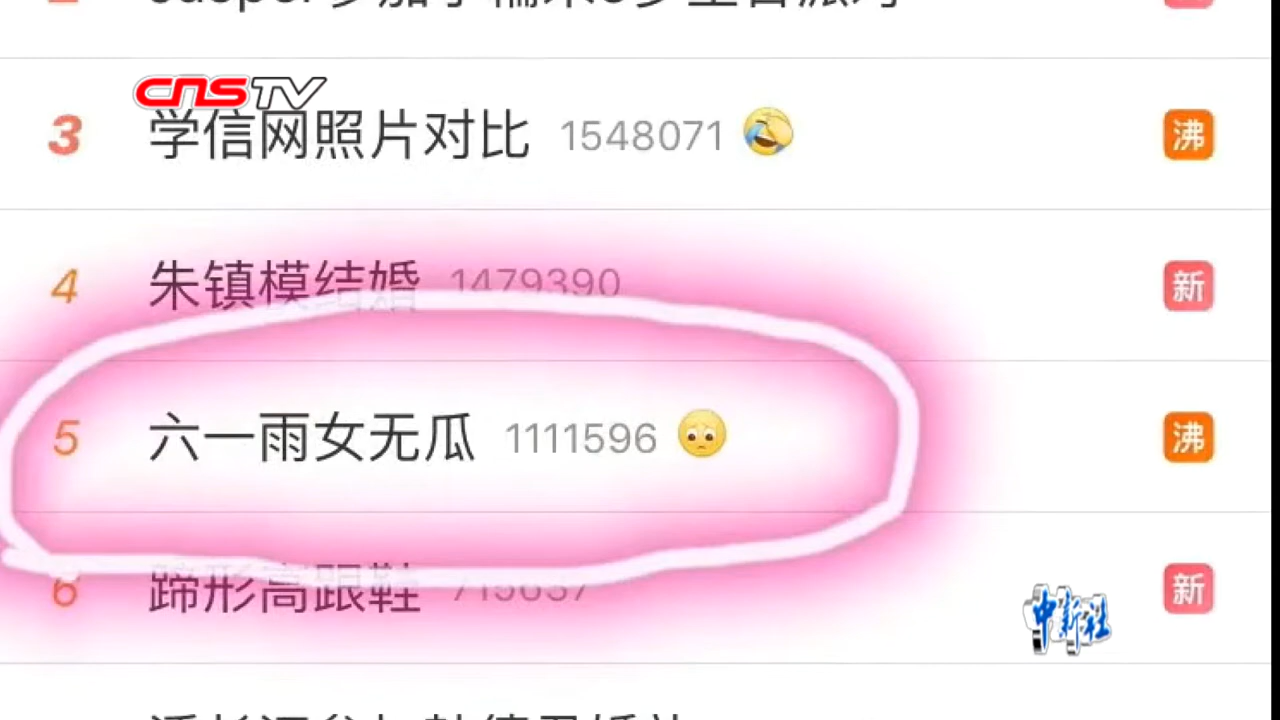 CNSTV
3 学信网照片对比 1548071 沸
4 朱镇模结婚 1479390 新
5 六一雨女无瓜 1111596 沸
6 蹄形高跟鞋 715637 新
中新社